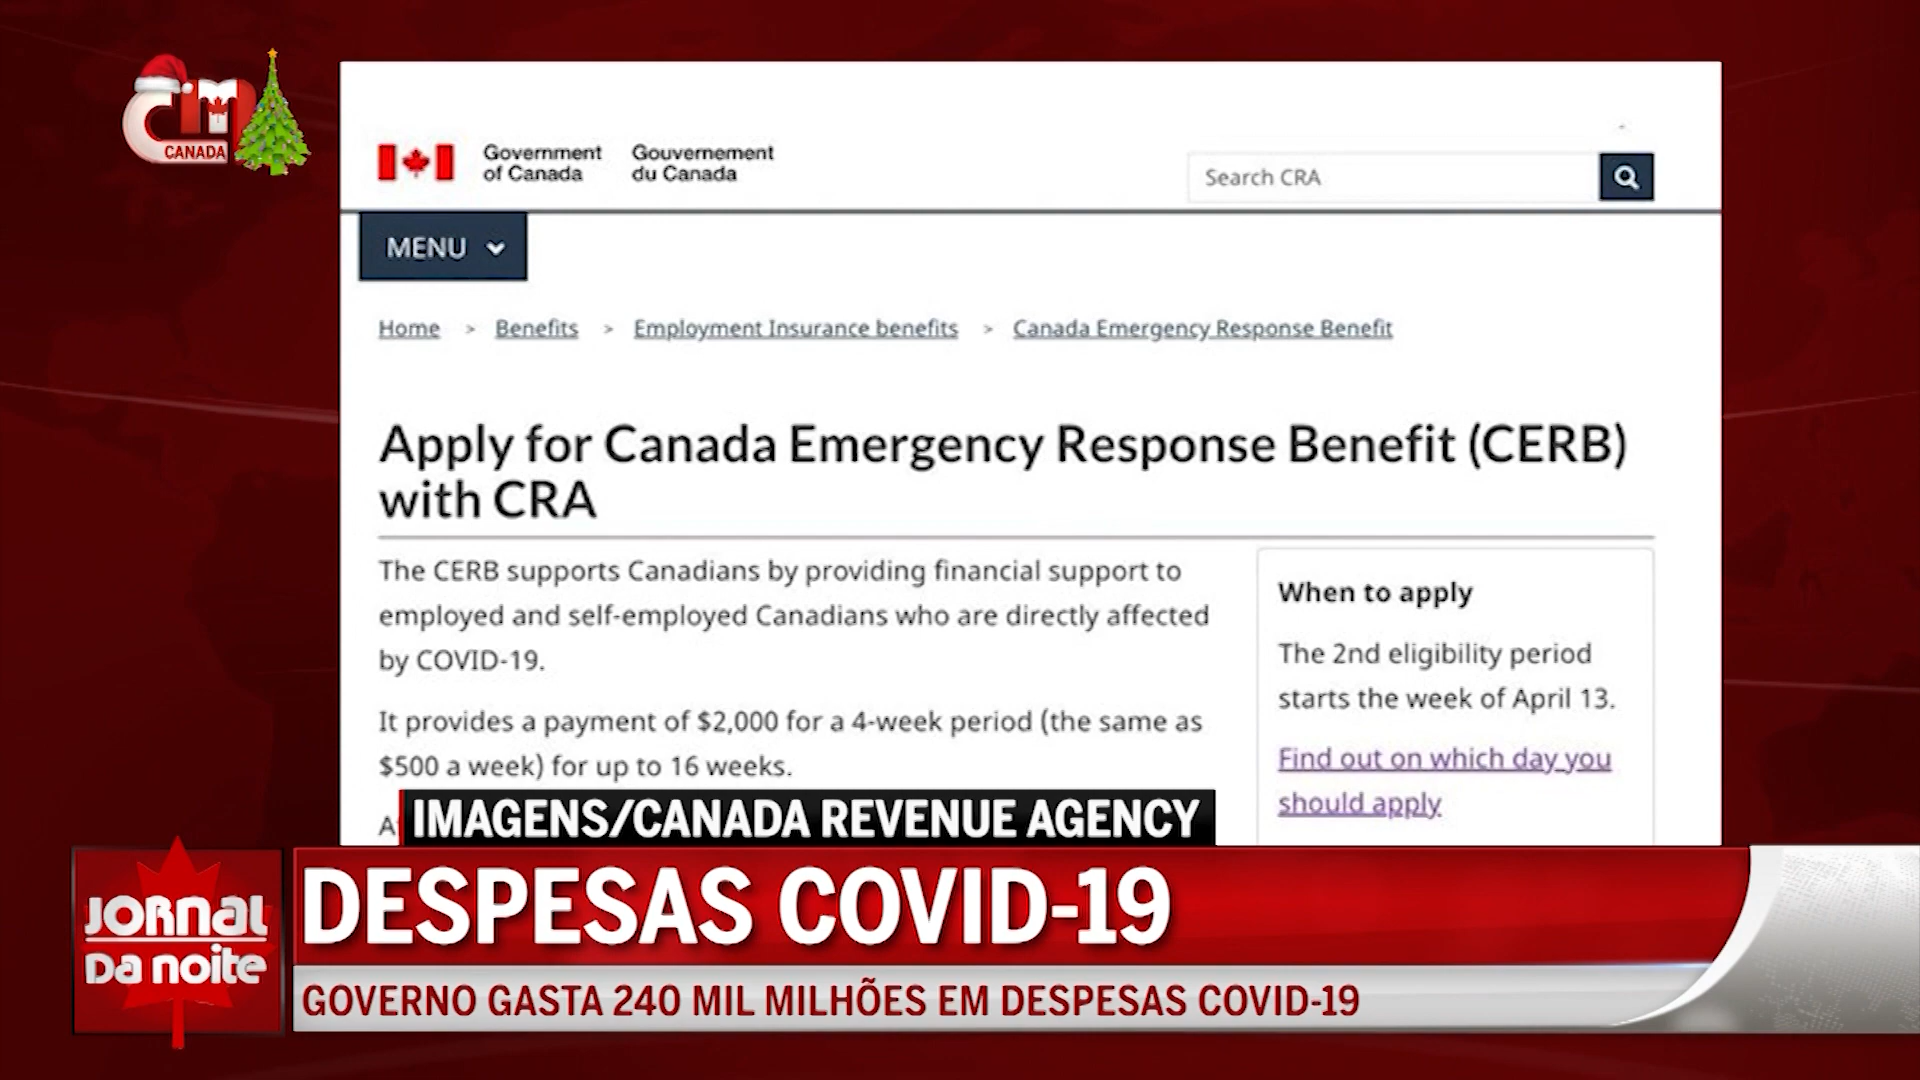 CM
CANADA
Government
of Canada
Gouvernement
du Canada
Search CRA
MENU
Home > Benefits > Employment Insurance benefits > Canada Emergency Response Benefit
Apply for Canada Emergency Response Benefit (CERB)
with CRA
The CERB supports Canadians by providing financial support to
employed and self-employed Canadians who are directly affected
by COVID-19.
It provides a payment of $2,000 for a 4-week period (the same as
$500 a week) for up to 16 weeks.
When to apply
The 2nd eligibility period
starts the week of April 13.
Find out on which day you
should apply
IMAGENS/CANADA REVENUE AGENCY
JORNAL
DA NOITE
DESPESAS COVID-19
GOVERNO GASTA 240 MIL MILHÕES EM DESPESAS COVID-19